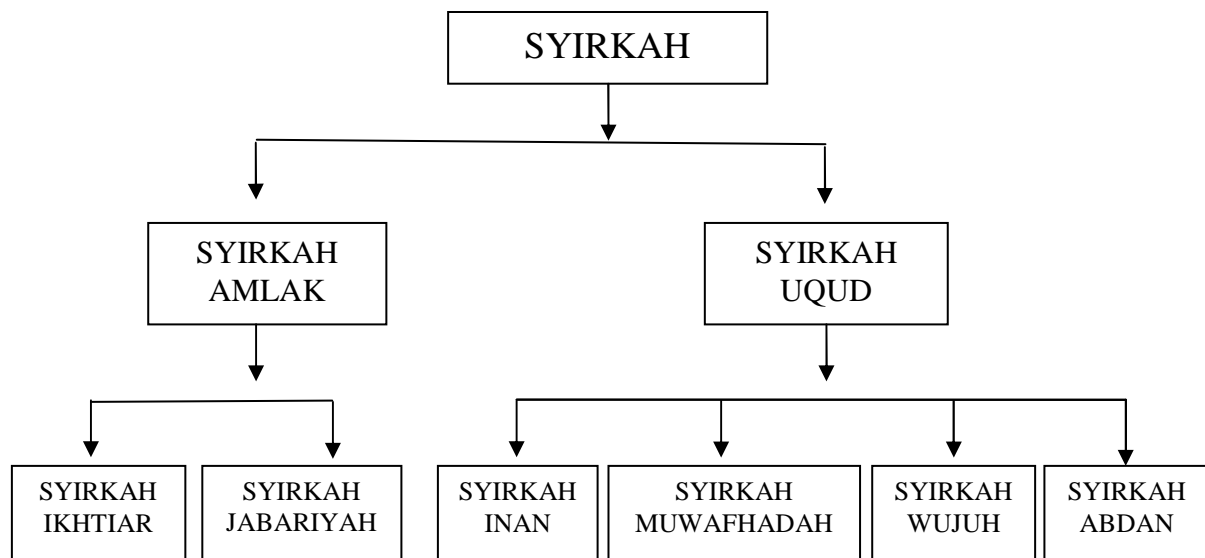 SYIRKAH
SYIRKAH
AMLAK
SYIRKAH
UQUD
SYIRKAH
IKHTIAR
SYIRKAH
JABARIYAH
SYIRKAH
INAN
SYIRKAH
MUWAFHADAH
SYIRKAH
WUJUH
SYIRKAH
ABDAN